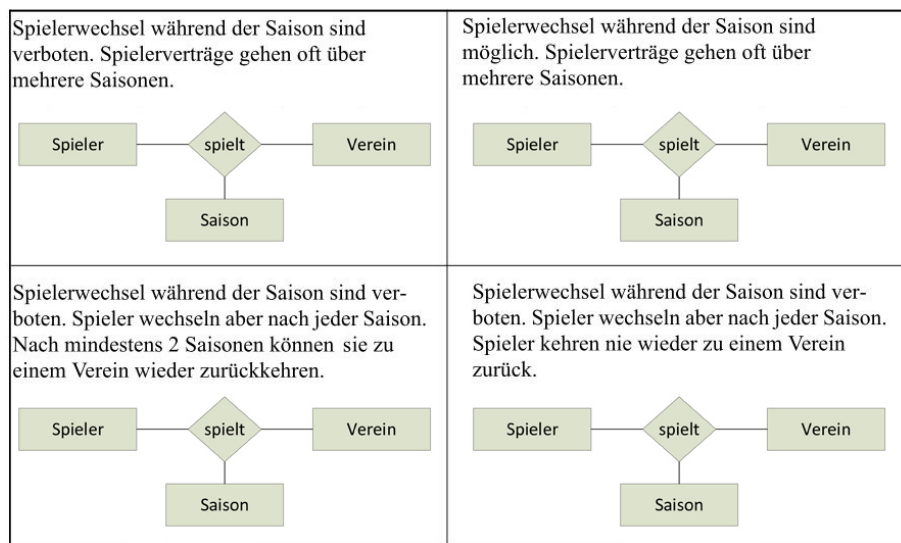 Spielerwechsel während der Saison sind
verboten. Spielerverträge gehen oft über
mehrere Saisonen.
Spieler
spielt
Verein
Saison
Spielerwechsel während der Saison sind
möglich. Spielerverträge gehen oft über
mehrere Saisonen.
Spieler
spielt
Verein
Saison
Spielerwechsel während der Saison sind ver-
boten. Spieler wechseln aber nach jeder Saison.
Nach mindestens 2 Saisonen können sie zu
einem Verein wieder zurückkehren.
Spieler
spielt
Verein
Saison
Spielerwechsel während der Saison sind ver-
boten. Spieler wechseln aber nach jeder Saison.
Spieler kehren nie wieder zu einem Verein
zurück.
Spieler
spielt
Verein
Saison